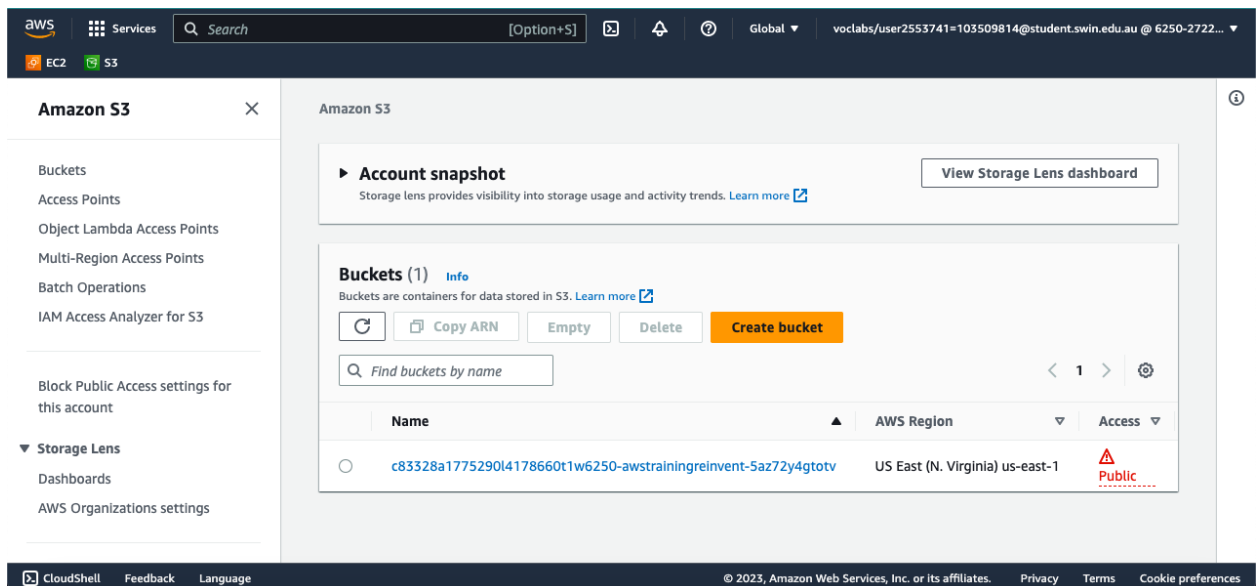 aws
Services
Search [Option+S]
Global
voclabs/user2553741=103509814@student.swin.edu.au @ 6250-2722...
EC2
S3
Amazon S3
Buckets
Access Points
Object Lambda Access Points
Multi-Region Access Points
Batch Operations
IAM Access Analyzer for S3
Block Public Access settings for
this account
Storage Lens
Dashboards
AWS Organizations settings
Amazon S3
Account snapshot
Storage lens provides visibility into storage usage and activity trends. Learn more
View Storage Lens dashboard
Buckets (1) Info
Buckets are containers for data stored in S3. Learn more
Copy ARN
Empty
Delete
Create bucket
Find buckets by name
1
Name AWS Region Access
c83328a1775290l4178660t1w6250-awstrainingreinvent-5az72y4gtotv US East (N. Virginia) us-east-1 Public
CloudShell Feedback Language © 2023, Amazon Web Services, Inc. or its affiliates. Privacy Terms Cookie preferences